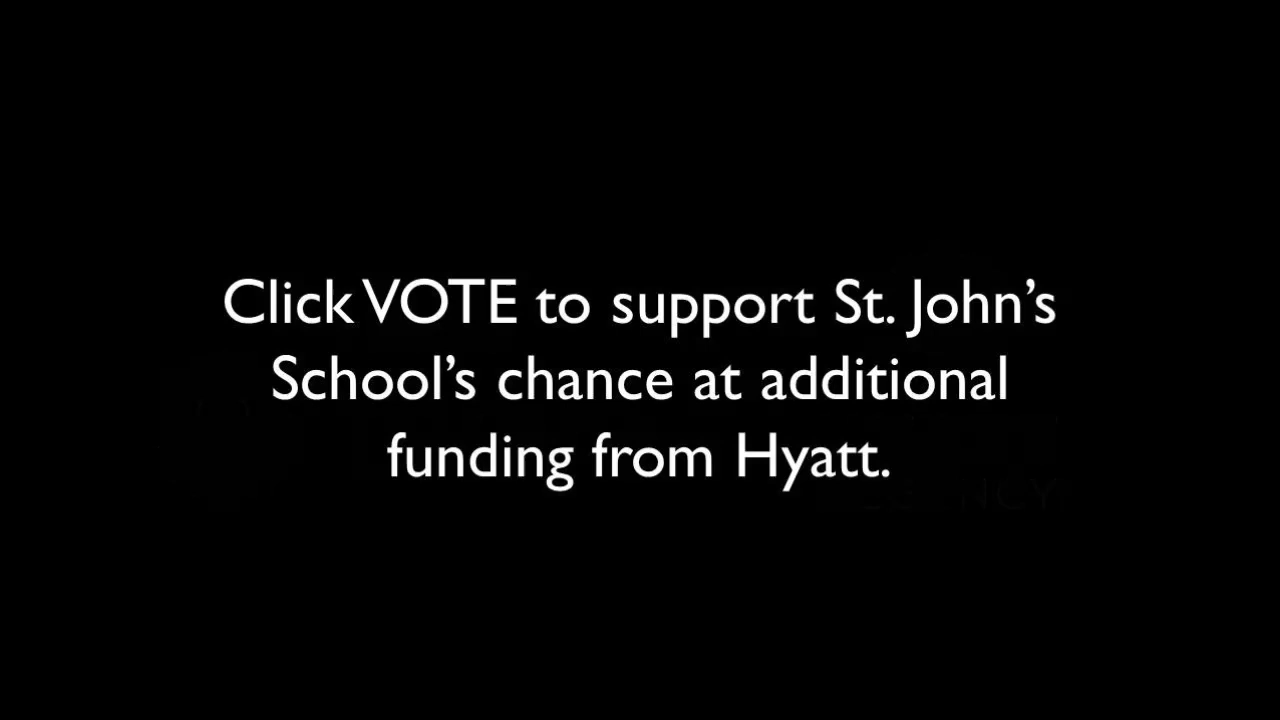 Click VOTE to support St. John’s
School’s chance at additional
funding from Hyatt.